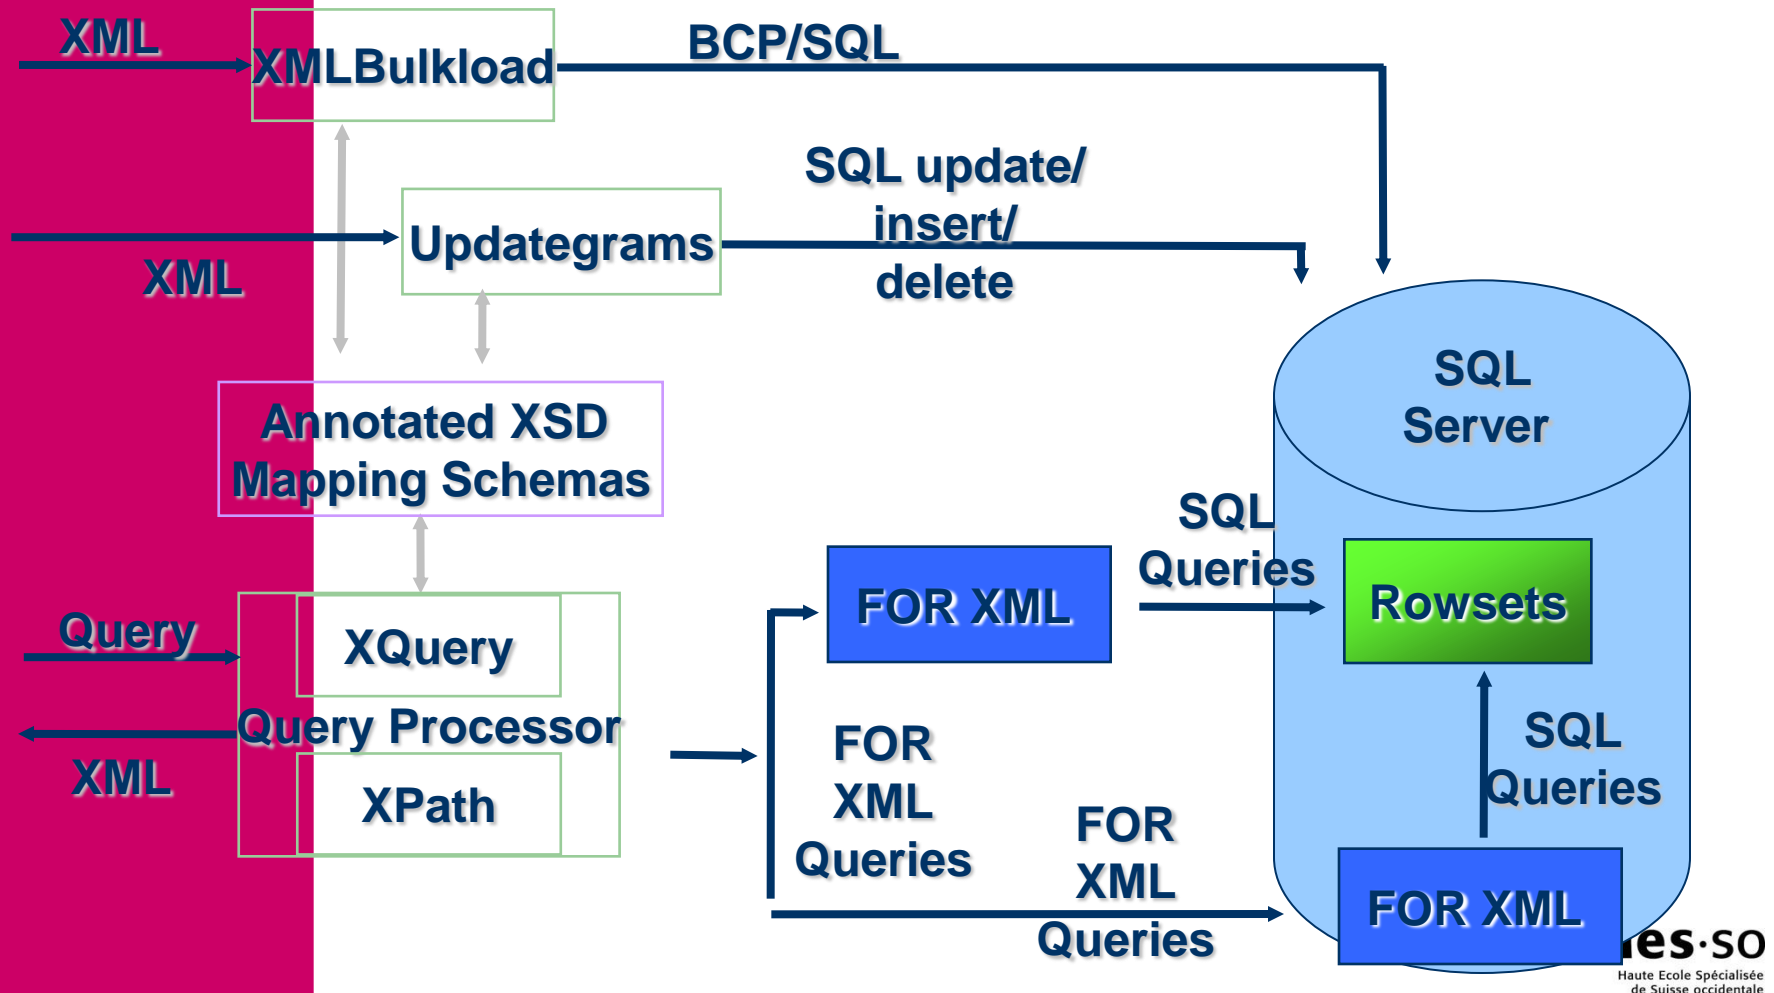 XML
XMLBulkload
BCP/SQL
SQL update/
insert/
delete
Updategrams
XML
SQL
Server
Annotated XSD
Mapping Schemas
SQL
Queries
FOR XML
Rowsets
Query
XQuery
Query Processor
XML
XPath
FOR
XML
Queries
FOR
XML
Queries
SQL
Queries
FOR XML
es·so
Haute Ecole Spécialisée
de Suisse occidentale